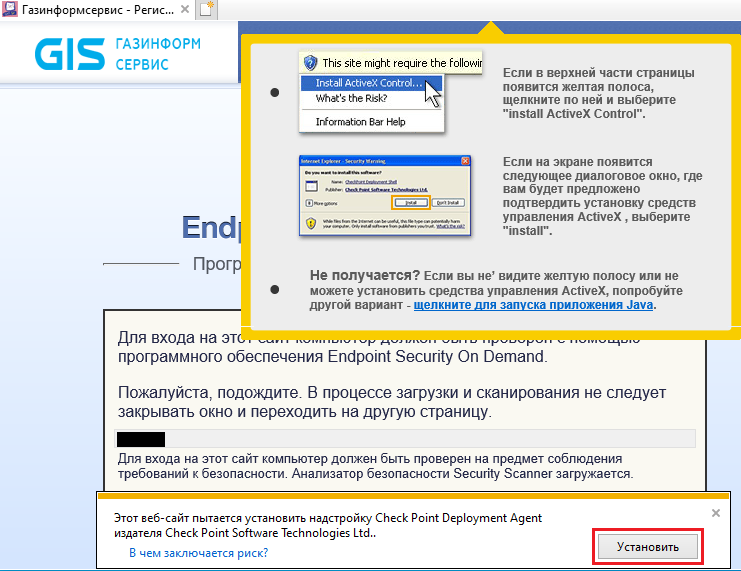 Газинформсервис - Регис...
GIS ГАЗИНФОРМ
СЕРВИС
This site might require the followin
Install ActiveX Control...
What's the Risk?
Information Bar Help
Если в верхней части страницы
появится желтая полоса,
щелкните по ней и выберите
"install ActiveX Control".
Internet Explorer - Security Warning
Do you want to install this software?
Name: CheckPoint Deployment Shell
Publisher: Check Point Software Technologies Ltd.
More options
Install
Don't Install
While files from the Internet can be useful, this file type can potentially harm
your computer. Only install software from publishers you trust. What's the risk?
Если на экране появится
следующее диалоговое окно, где
вам будет предложено
подтвердить установку средств
управления ActiveX , выберите
"install".
Endp
Прогр
Не получается? Если вы не’ видите желтую полосу или не
можете установить средства управления ActiveX, попробуйте
другой вариант - щелкните для запуска приложения Java.
Для входа на этот сайт компьютер должен быть проверен с помощью
программного обеспечения Endpoint Security On Demand.
Пожалуйста, подождите. В процессе загрузки и сканирования не следует
закрывать окно и переходить на другую страницу.
Для входа на этот сайт компьютер должен быть проверен на предмет соблюдения
требований к безопасности. Анализатор безопасности Security Scanner загружается.
Этот веб-сайт пытается установить надстройку Check Point Deployment Agent
издателя Check Point Software Technologies Ltd..
В чем заключается риск?
Установить